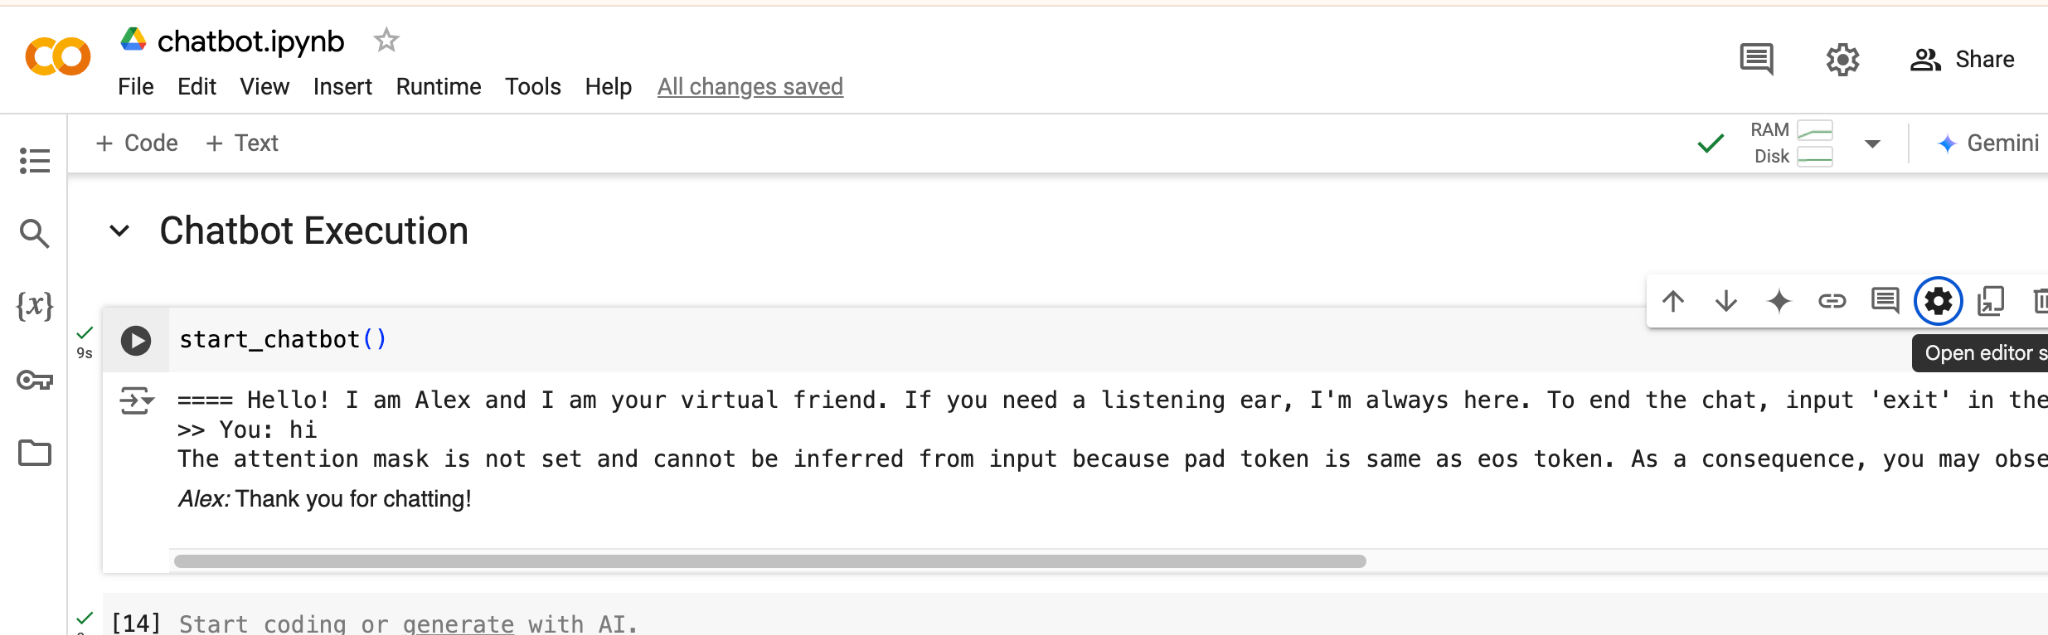 chatbot.ipynb
File Edit View Insert Runtime Tools Help All changes saved
Share
+ Code + Text
RAM
Disk
Gemini
Chatbot Execution
{x}
9s
start_chatbot()
Open editor s
==== Hello! I am Alex and I am your virtual friend. If you need a listening ear, I'm always here. To end the chat, input 'exit' in the
>> You: hi
The attention mask is not set and cannot be inferred from input because pad token is same as eos token. As a consequence, you may obse
Alex: Thank you for chatting!
[14] Start coding or generate with AI.